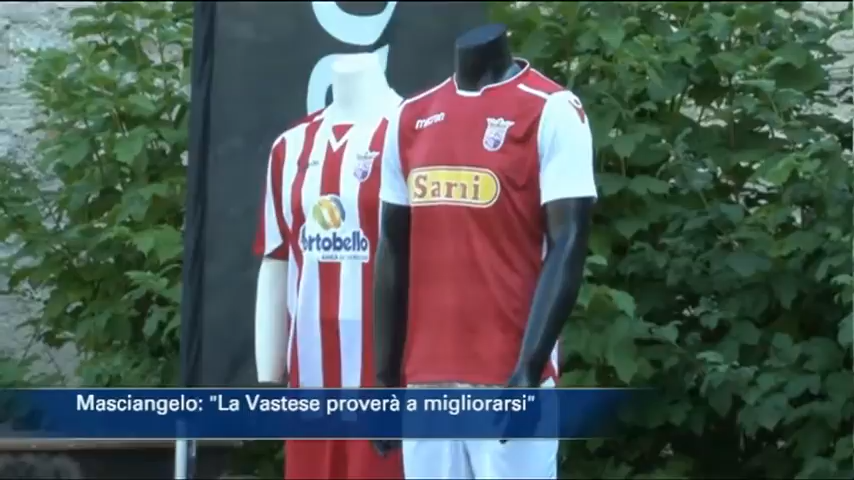 macron
Sarni
ortobello
Masciangelo: "La Vastese proverà a migliorarsi"